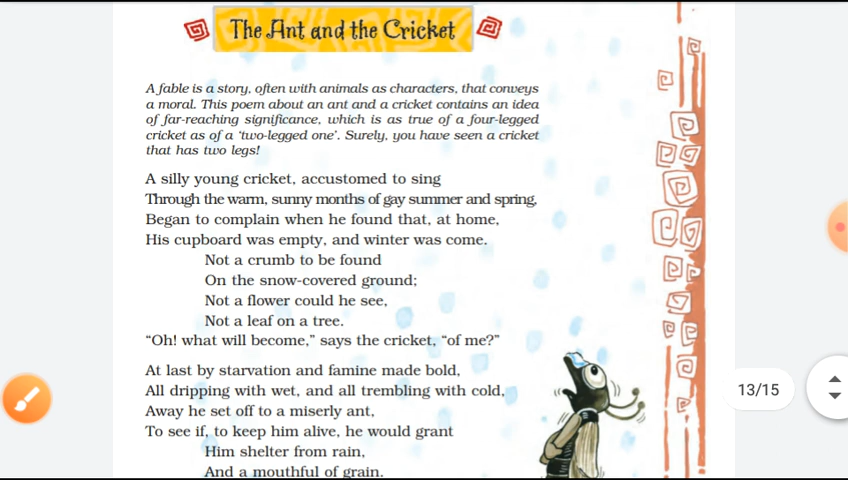 The Ant and the Cricket
A fable is a story, often with animals as characters, that conveys
a moral. This poem about an ant and a cricket contains an idea
of far-reaching significance, which is as true of a four-legged
cricket as of a ‘two-legged one’. Surely, you have seen a cricket
that has two legs!
A silly young cricket, accustomed to sing
Through the warm, sunny months of gay summer and spring,
Began to complain when he found that, at home,
His cupboard was empty, and winter was come.
Not a crumb to be found
On the snow-covered ground;
Not a flower could he see,
Not a leaf on a tree.
“Oh! what will become,” says the cricket, “of me?”
At last by starvation and famine made bold,
All dripping with wet, and all trembling with cold,
Away he set off to a miserly ant,
To see if, to keep him alive, he would grant
Him shelter from rain,
And a mouthful of grain.
13/15